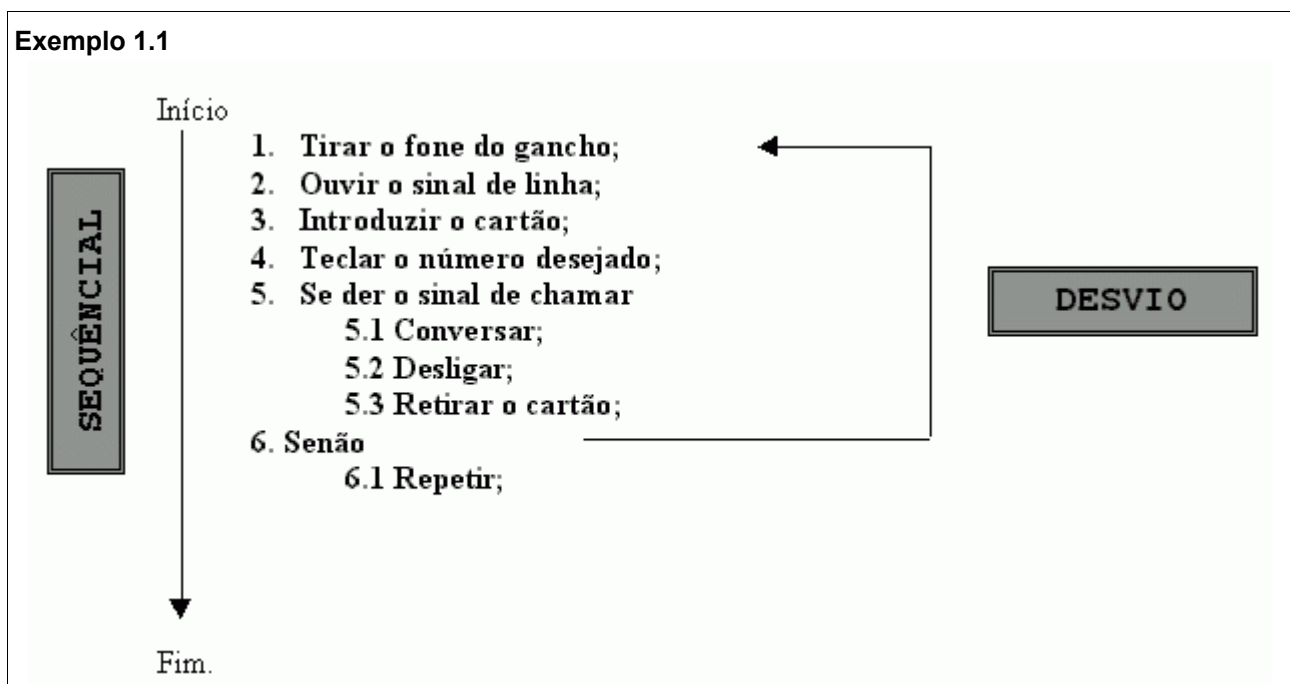 Exemplo 1.1
Início
1. Tirar o fone do gancho;
2. Ouvir o sinal de linha;
3. Introduzir o cartão;
4. Teclar o número desejado;
5. Se der o sinal de chamar
5.1 Conversar;
5.2 Desligar;
5.3 Retirar o cartão;
6. Senão
6.1 Repetir;
Fim.
SEQUÊNCIAL
DESVIO